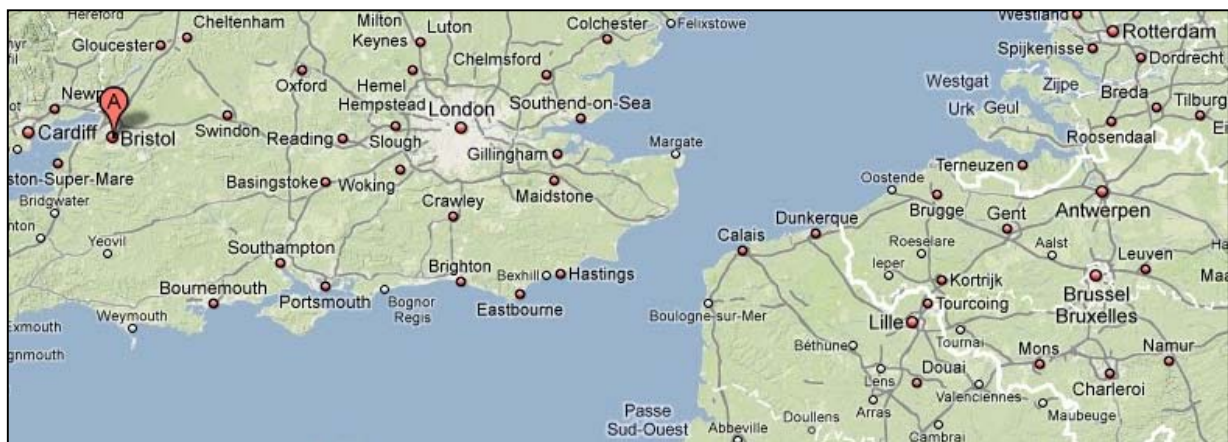 Hereford
Cheltenham
Gloucester
Milton
Keynes
Luton
Colchester
Felixstowe
Chelmsford
Oxford
Hemel
Hempstead
London
Southend-on-Sea
A
Cardiff
Bristol
Swindon
Reading
Slough
Gillingham
Margate
Basingstoke
Woking
Maidstone
Bridgwater
Crawley
Yeovil
Southampton
Brighton
Bexhill
Hastings
Bournemouth
Portsmouth
Bognor
Regis
Eastbourne
Weymouth
Westland
Rotterdam
Spijkenisse
Dordrecht
Westgat
Zijpe
Breda
Tilburg
Urk
Geul
Roosendaal
Terneuzen
Oostende
Brugge
Gent
Antwerpen
Dunkerque
Calais
Roeselare
Aalst
Leuven
Ieper
Kortrijk
Brussel
Bruxelles
Tourcoing
Boulogne-sur-Mer
Lille
Tournai
Béthune
Mons
Namur
Lens
Douai
Valenciennes
Charleroi
Arras
Maubeuge
Passe
Sud-Ouest
Doullens
Abbeville
Cambrai